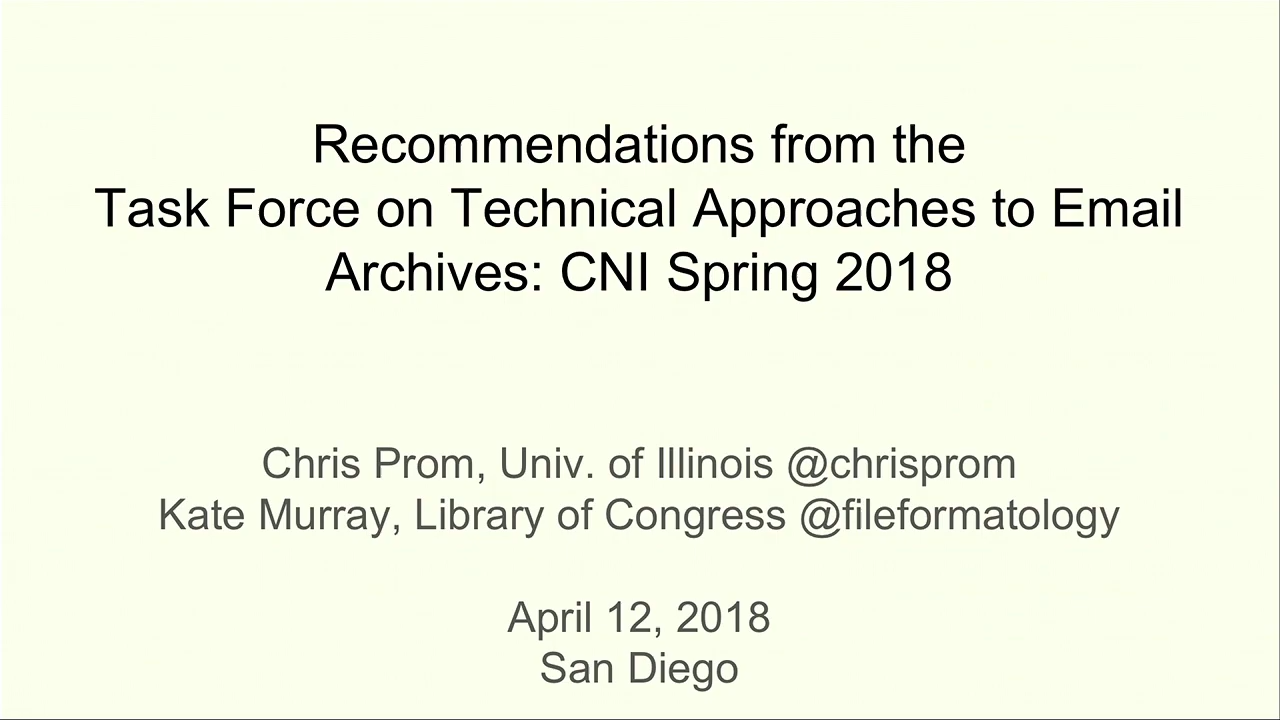 Recommendations from the
Task Force on Technical Approaches to Email
Archives: CNI Spring 2018
Chris Prom, Univ. of Illinois @chrisprom
Kate Murray, Library of Congress @fileformatology
April 12, 2018
San Diego